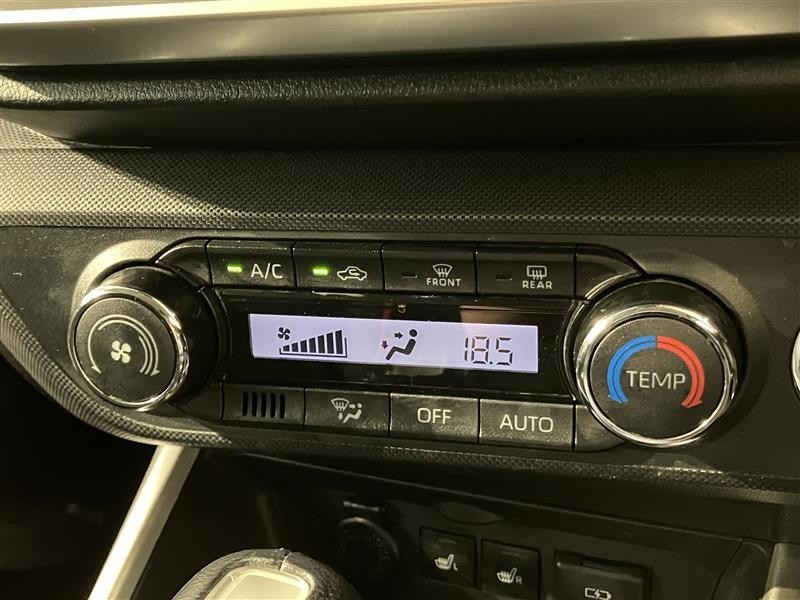 A/C
FRONT
REAR
18.5
TEMP
OFF
AUTO
L
R